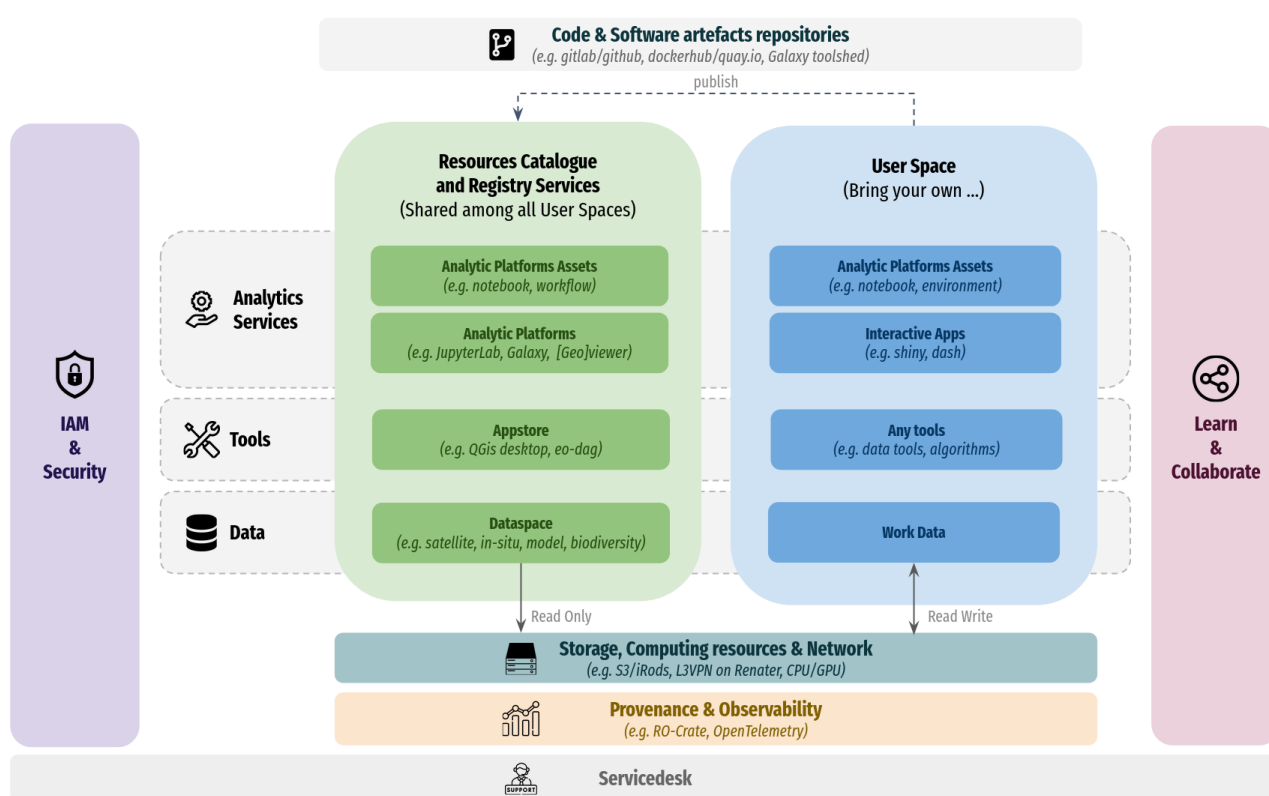 Code & Software artefacts repositories
(e.g. gitlab/github, dockerhub/quay.io, Galaxy toolshed)
publish
Resources Catalogue
and Registry Services
(Shared among all User Spaces)
User Space
(Bring your own ...)
Analytics
Services
Analytic Platforms Assets
(e.g. notebook, workflow)
Analytic Platforms Assets
(e.g. notebook, environment)
Analytic Platforms
(e.g. JupyterLab, Galaxy, [Geo]viewer)
Interactive Apps
(e.g. shiny, dash)
IAM
&
Security
Tools
Appstore
(e.g. QGis desktop, eo-dag)
Any tools
(e.g. data tools, algorithms)
Learn
&
Collaborate
Data
Dataspace
(e.g. satellite, in-situ, model, biodiversity)
Work Data
Read Only
Read Write
Storage, Computing resources & Network
(e.g. S3/iRods, L3VPN on Renater, CPU/GPU)
Provenance & Observability
(e.g. RO-Crate, OpenTelemetry)
SUPPORT
Servicedesk